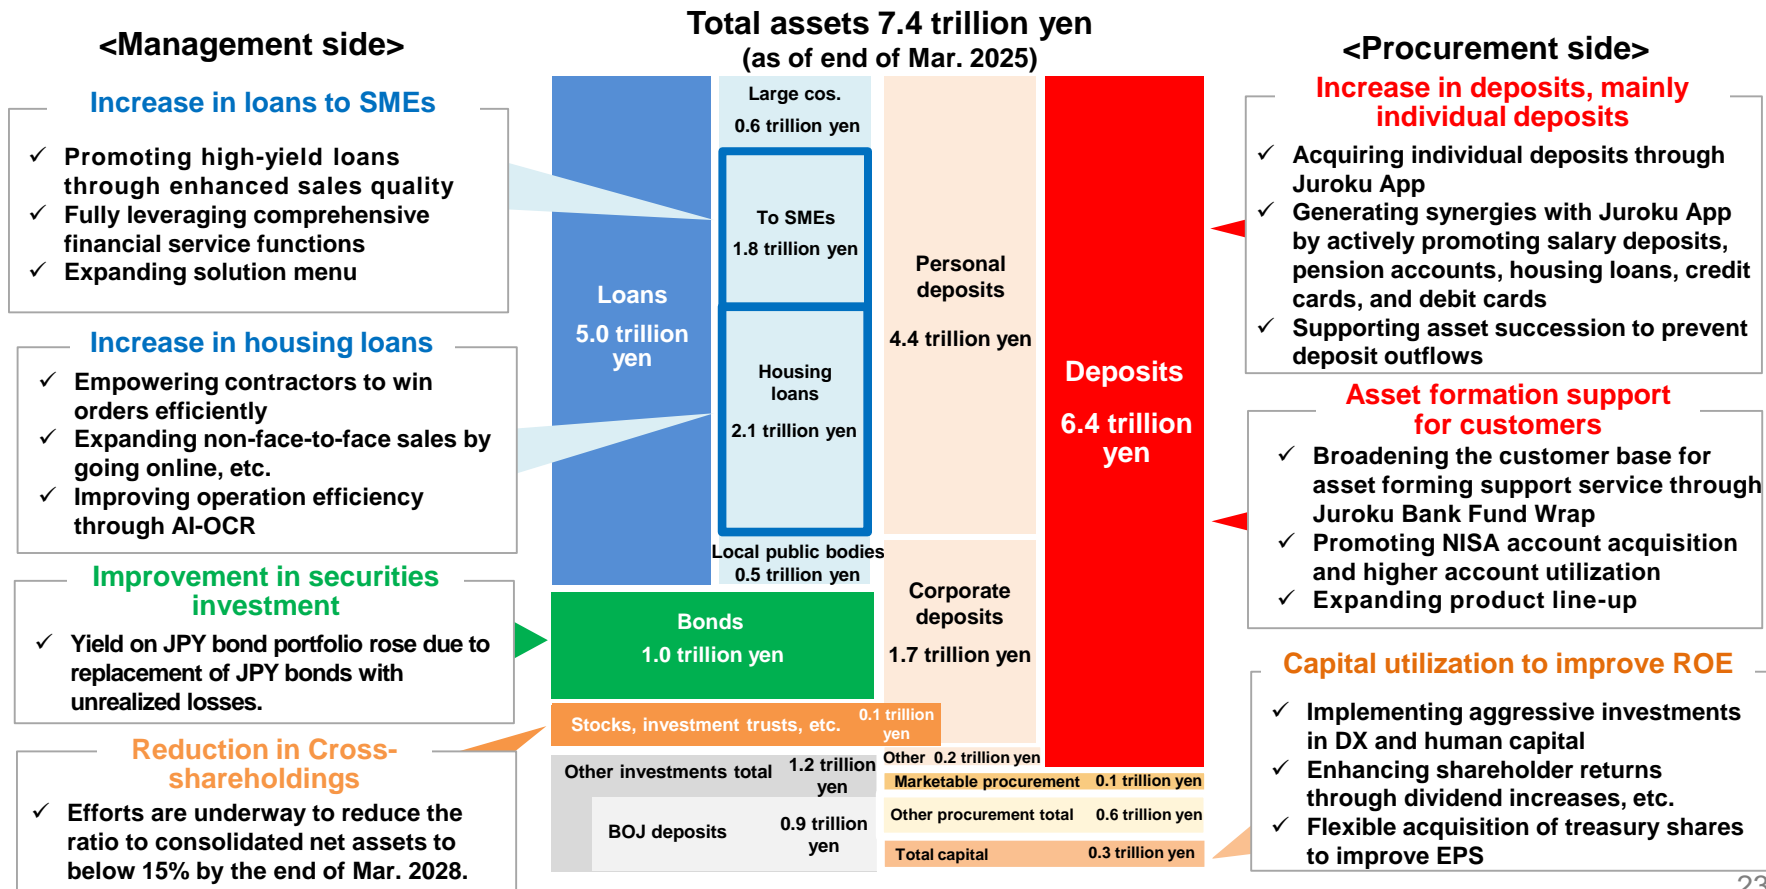 Total assets 7.4 trillion yen
(as of end of Mar. 2025)
<Management side>
Increase in loans to SMEs
✓ Promoting high-yield loans
through enhanced sales quality
✓ Fully leveraging comprehensive
financial service functions
✓ Expanding solution menu
Increase in housing loans
✓ Empowering contractors to win
orders efficiently
✓ Expanding non-face-to-face sales by
going online, etc.
✓ Improving operation efficiency
through AI-OCR
Improvement in securities
investment
✓ Yield on JPY bond portfolio rose due to
replacement of JPY bonds with
unrealized losses.
Reduction in Cross-
shareholdings
✓ Efforts are underway to reduce the
ratio to consolidated net assets to
below 15% by the end of Mar. 2028.
Loans
5.0 trillion
yen
Large cos.
0.6 trillion yen
To SMEs
1.8 trillion yen
Housing
loans
2.1 trillion yen
Local public bodies
0.5 trillion yen
Bonds
1.0 trillion yen
Stocks, investment trusts, etc. 0.1 trillion
yen
Other investments total 1.2 trillion
yen
BOJ deposits 0.9 trillion
yen
Personal
deposits
4.4 trillion yen
Corporate
deposits
1.7 trillion yen
Other 0.2 trillion yen
Deposits
6.4 trillion
yen
Marketable procurement 0.1 trillion yen
Other procurement total 0.6 trillion yen
Total capital 0.3 trillion yen
<Procurement side>
Increase in deposits, mainly
individual deposits
✓ Acquiring individual deposits through
Juroku App
✓ Generating synergies with Juroku App
by actively promoting salary deposits,
pension accounts, housing loans, credit
cards, and debit cards
✓ Supporting asset succession to prevent
deposit outflows
Asset formation support
for customers
✓ Broadening the customer base for
asset forming support service through
Juroku Bank Fund Wrap
✓ Promoting NISA account acquisition
and higher account utilization
✓ Expanding product line-up
Capital utilization to improve ROE
✓ Implementing aggressive investments
in DX and human capital
✓ Enhancing shareholder returns
through dividend increases, etc.
✓ Flexible acquisition of treasury shares
to improve EPS
23